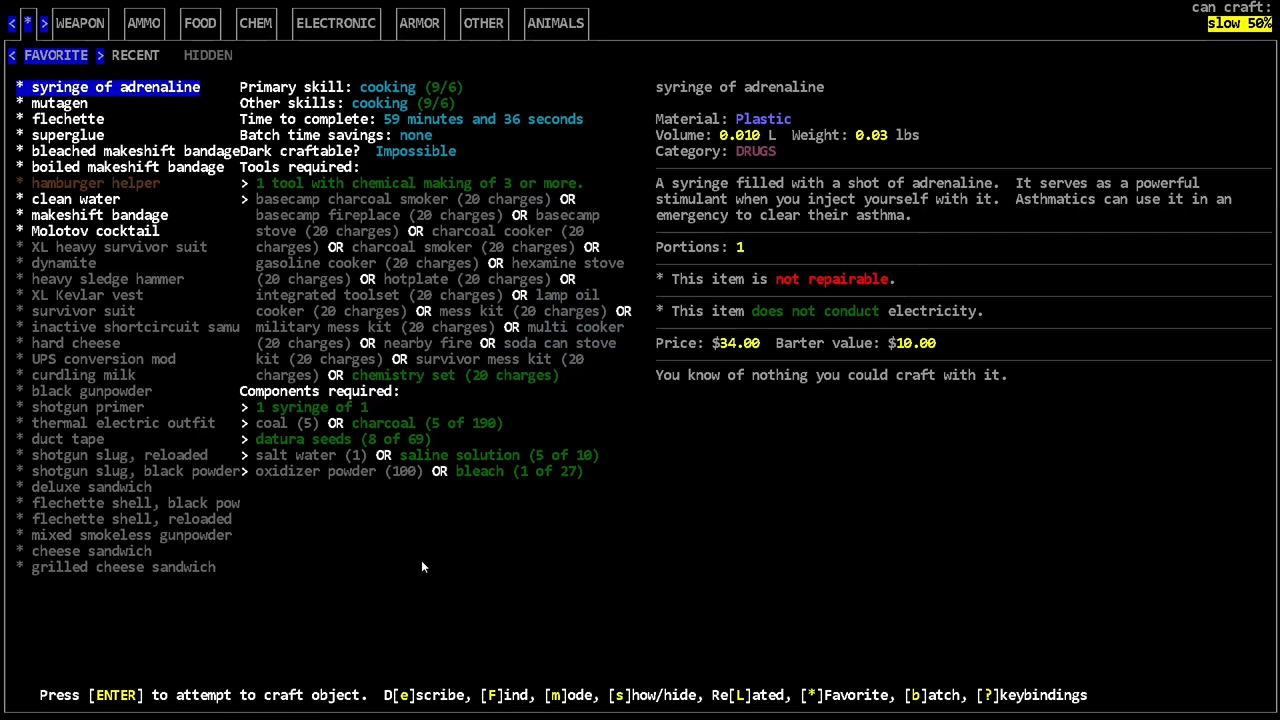 can craft:
< * > WEAPON AMMO FOOD CHEM ELECTRONIC ARMOR OTHER ANIMALS slow 50%
< FAVORITE > RECENT HIDDEN
* syringe of adrenaline Primary skill: cooking (9/6) syringe of adrenaline
* mutagen Other skills: cooking (9/6)
* flechette Time to complete: 59 minutes and 36 seconds Material: Plastic
* superglue Batch time savings: none Volume: 0.010 L Weight: 0.03 lbs
* bleached makeshift bandageDark craftable? Impossible Category: DRUGS
* boiled makeshift bandage Tools required:
* hamburger helper > 1 tool with chemical making of 3 or more. A syringe filled with a shot of adrenaline. It serves as a powerful
* clean water > basecamp charcoal smoker (20 charges) OR stimulant when you inject yourself with it. Asthmatics can use it in an
* makeshift bandage basecamp fireplace (20 charges) OR basecamp emergency to clear their asthma.
* Molotov cocktail stove (20 charges) OR charcoal cooker (20
* XL heavy survivor suit charges) OR charcoal smoker (20 charges) OR Portions: 1
* dynamite gasoline cooker (20 charges) OR hexamine stove
* heavy sledge hammer (20 charges) OR hotplate (20 charges) OR * This item is not repairable.
* XL Kevlar vest integrated toolset (20 charges) OR lamp oil
* survivor suit cooker (20 charges) OR mess kit (20 charges) OR * This item does not conduct electricity.
* inactive shortcircuit samu military mess kit (20 charges) OR multi cooker
* hard cheese (20 charges) OR nearby fire OR soda can stove Price: $34.00 Barter value: $10.00
* UPS conversion mod kit (20 charges) OR survivor mess kit (20
* curdling milk charges) OR chemistry set (20 charges) You know of nothing you could craft with it.
* black gunpowder Components required:
* shotgun primer > 1 syringe of 1
* thermal electric outfit > coal (5) OR charcoal (5 of 190)
* duct tape > datura seeds (8 of 69)
* shotgun slug, reloaded > salt water (1) OR saline solution (5 of 10)
* shotgun slug, black powder> oxidizer powder (100) OR bleach (1 of 27)
* deluxe sandwich
* flechette shell, black pow
* flechette shell, reloaded
* mixed smokeless gunpowder
* cheese sandwich
* grilled cheese sandwich
Press [ENTER] to attempt to craft object. D[e]scribe, [F]ind, [m]ode, [s]how/hide, Re[L]ated, [*]Favorite, [b]atch, [?]keybindings